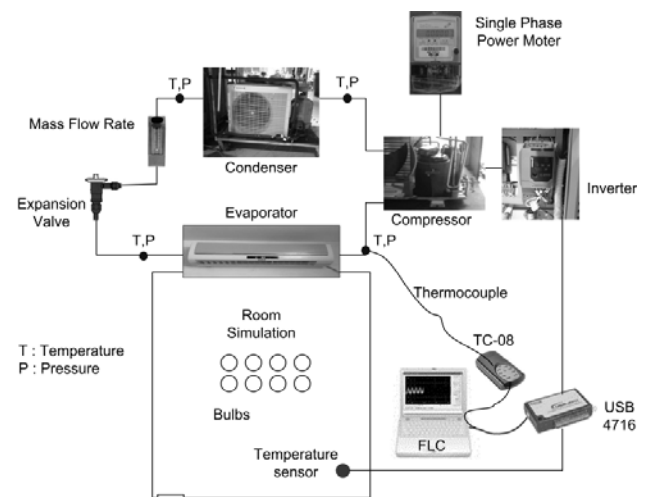 Single Phase
Power Moter
T,P
T,P
Mass Flow Rate
Condenser
Inverter
Expansion
Valve
Evaporator
Compressor
T,P
T,P
Thermocouple
Room
Simulation
TC-08
T : Temperature
P : Pressure
Bulbs
USB
4716
FLC
Temperature
sensor